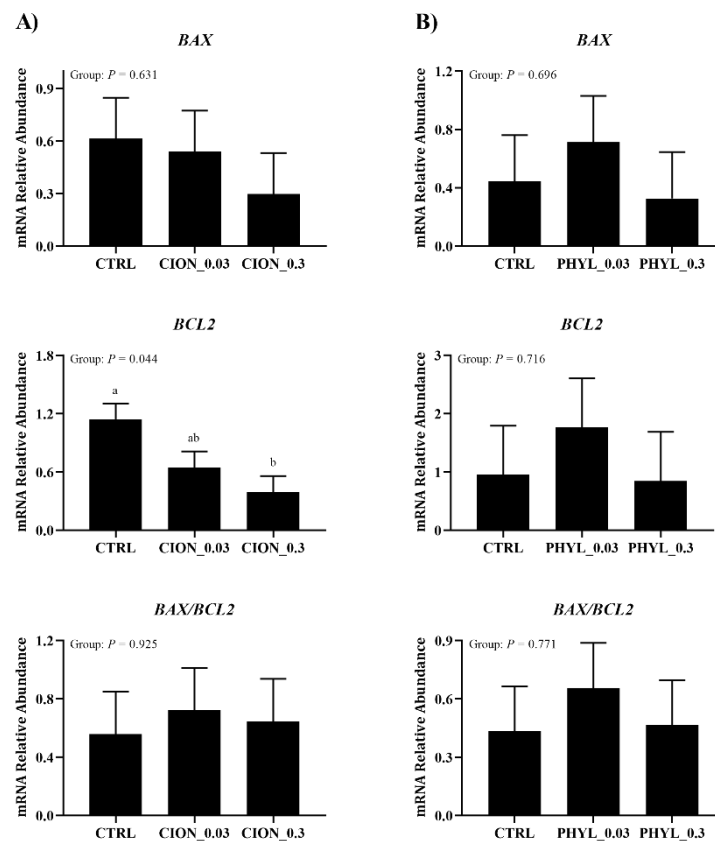 A)
BAX
Group: P = 0.631
mRNA Relative Abundance
0.9
0.6
0.3
0.0
CTRL CION_0.03 CION_0.3
BCL2
Group: P = 0.044
mRNA Relative Abundance
1.8
1.2
0.6
0.0
a
ab
b
CTRL CION_0.03 CION_0.3
BAX/BCL2
Group: P = 0.925
mRNA Relative Abundance
1.2
0.8
0.4
0.0
CTRL CION_0.03 CION_0.3
B)
BAX
Group: P = 0.696
mRNA Relative Abundance
1.2
0.8
0.4
0.0
CTRL PHYL_0.03 PHYL_0.3
BCL2
Group: P = 0.716
mRNA Relative Abundance
3
2
1
0
CTRL PHYL_0.03 PHYL_0.3
BAX/BCL2
Group: P = 0.771
mRNA Relative Abundance
0.9
0.6
0.3
0.0
CTRL PHYL_0.03 PHYL_0.3